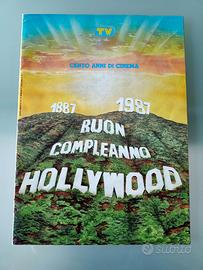 TV
CENTO ANNI DI CINEMA
1887 1987
BUON
COMPLEANNO
HOLLYWOOD
Subito